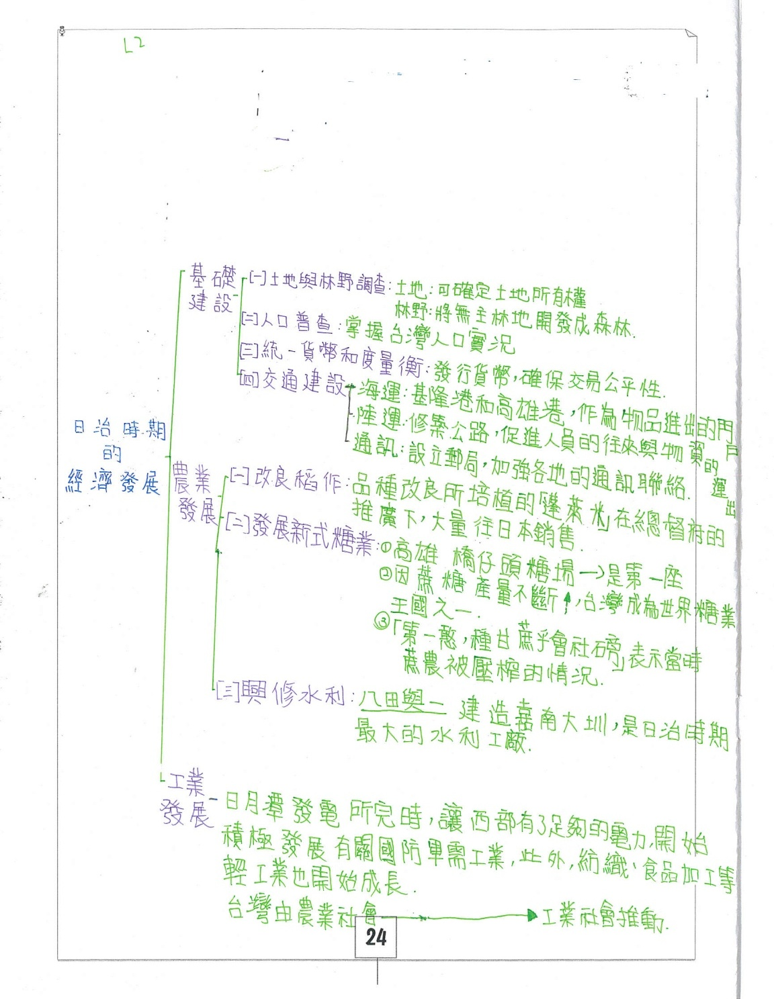 L2
基礎
建設
[一]土地與林野調查:土地:可確定土地所有權
林野:將無主林地開發成森林.
[二]人口普查:掌握台灣人口實況
[三]統一貨幣和度量衡:發行貨幣,確保交易公平性.
[四]交通建設
海運:基隆港和高雄港,作為物品進出的門戶
陸運:修築公路,促進人員的往來與物資的運出
通訊:設立郵局,加強各地的通訊聯絡.
日治時期
的
經濟發展
農業
發展
[一]改良稻作:品種改良所培植的「蓬萊米」在總督府的
推廣下,大量往日本銷售.
[二]發展新式糖業:①高雄橋仔頭糖場→是第一座
②因蔗糖產量不斷↑,台灣成為世界糖業
王國之一.
③「第一憨,種甘蔗乎會社磅」表示當時
蔗農被壓榨的情況.
[三]興修水利:八田與一建造嘉南大圳,是日治時期
最大的水利工廠.
工業
發展
日月潭發電所完時,讓西部有了足夠的電力,開始
積極發展有關國防軍需工業,此外,紡織、食品加工等
輕工業也開始成長.
台灣由農業社會→工業社會推動.
24